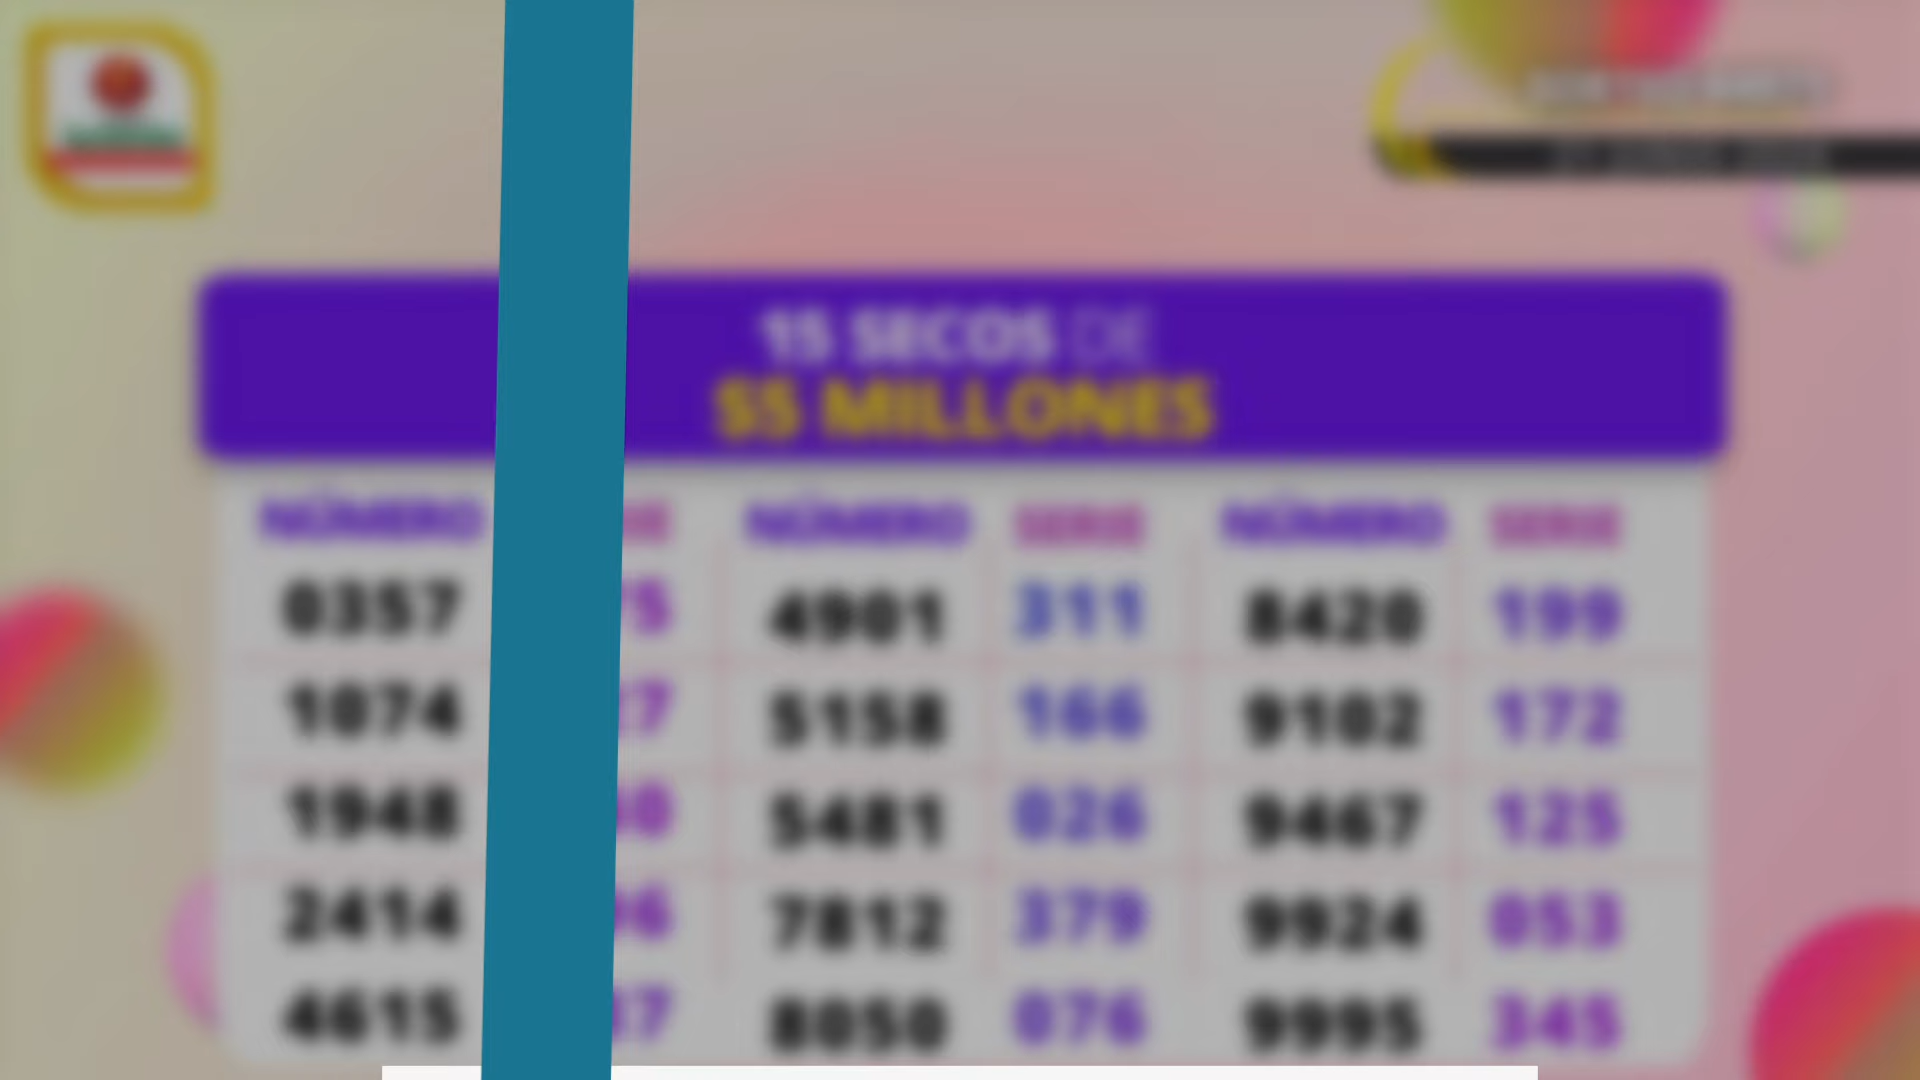 15 SECOS DE
$5 MILLONES
NÚMERO NÚMERO SERIE NÚMERO SERIE
0357 4901 311 8420 199
1074 5158 166 9102 172
1948 5481 026 9467 125
2414 7812 379 9924 053
4615 8050 076 9995 345